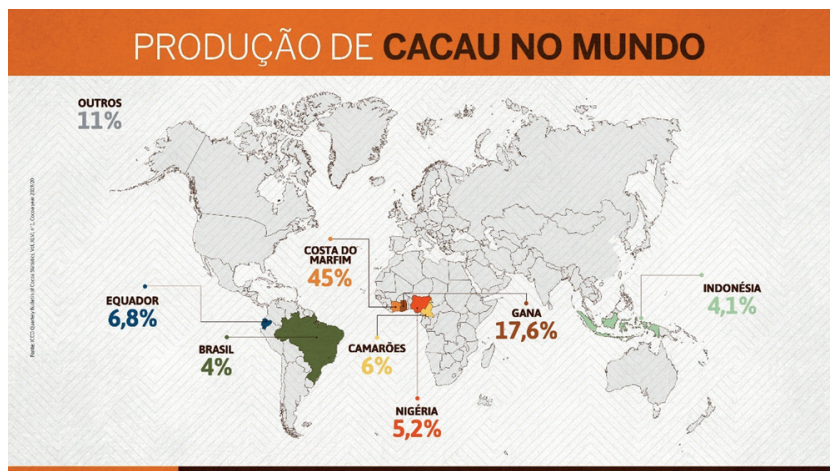 PRODUÇÃO DE CACAU NO MUNDO
OUTROS
11%
COSTA DO
MARFIM
45%
EQUADOR
6,8%
BRASIL
4%
CAMARÕES
6%
GANA
17,6%
INDONÉSIA
4,1%
NIGÉRIA
5,2%